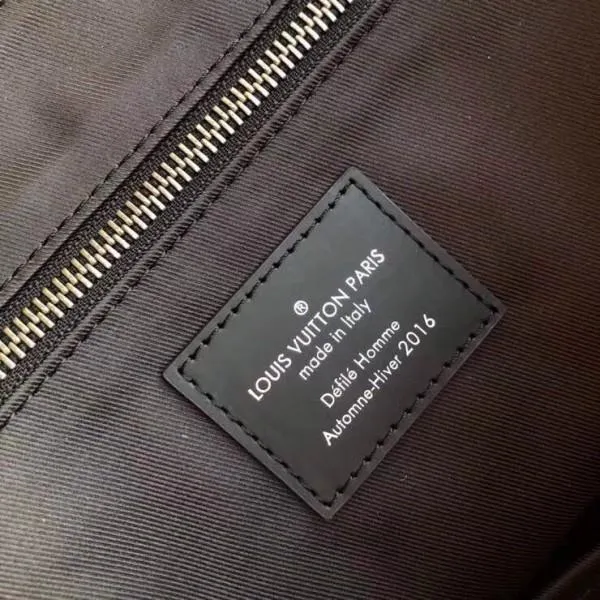 ®
LOUIS VUITTON PARIS
made in Italy
Défilé Homme
Automne-Hiver 2016